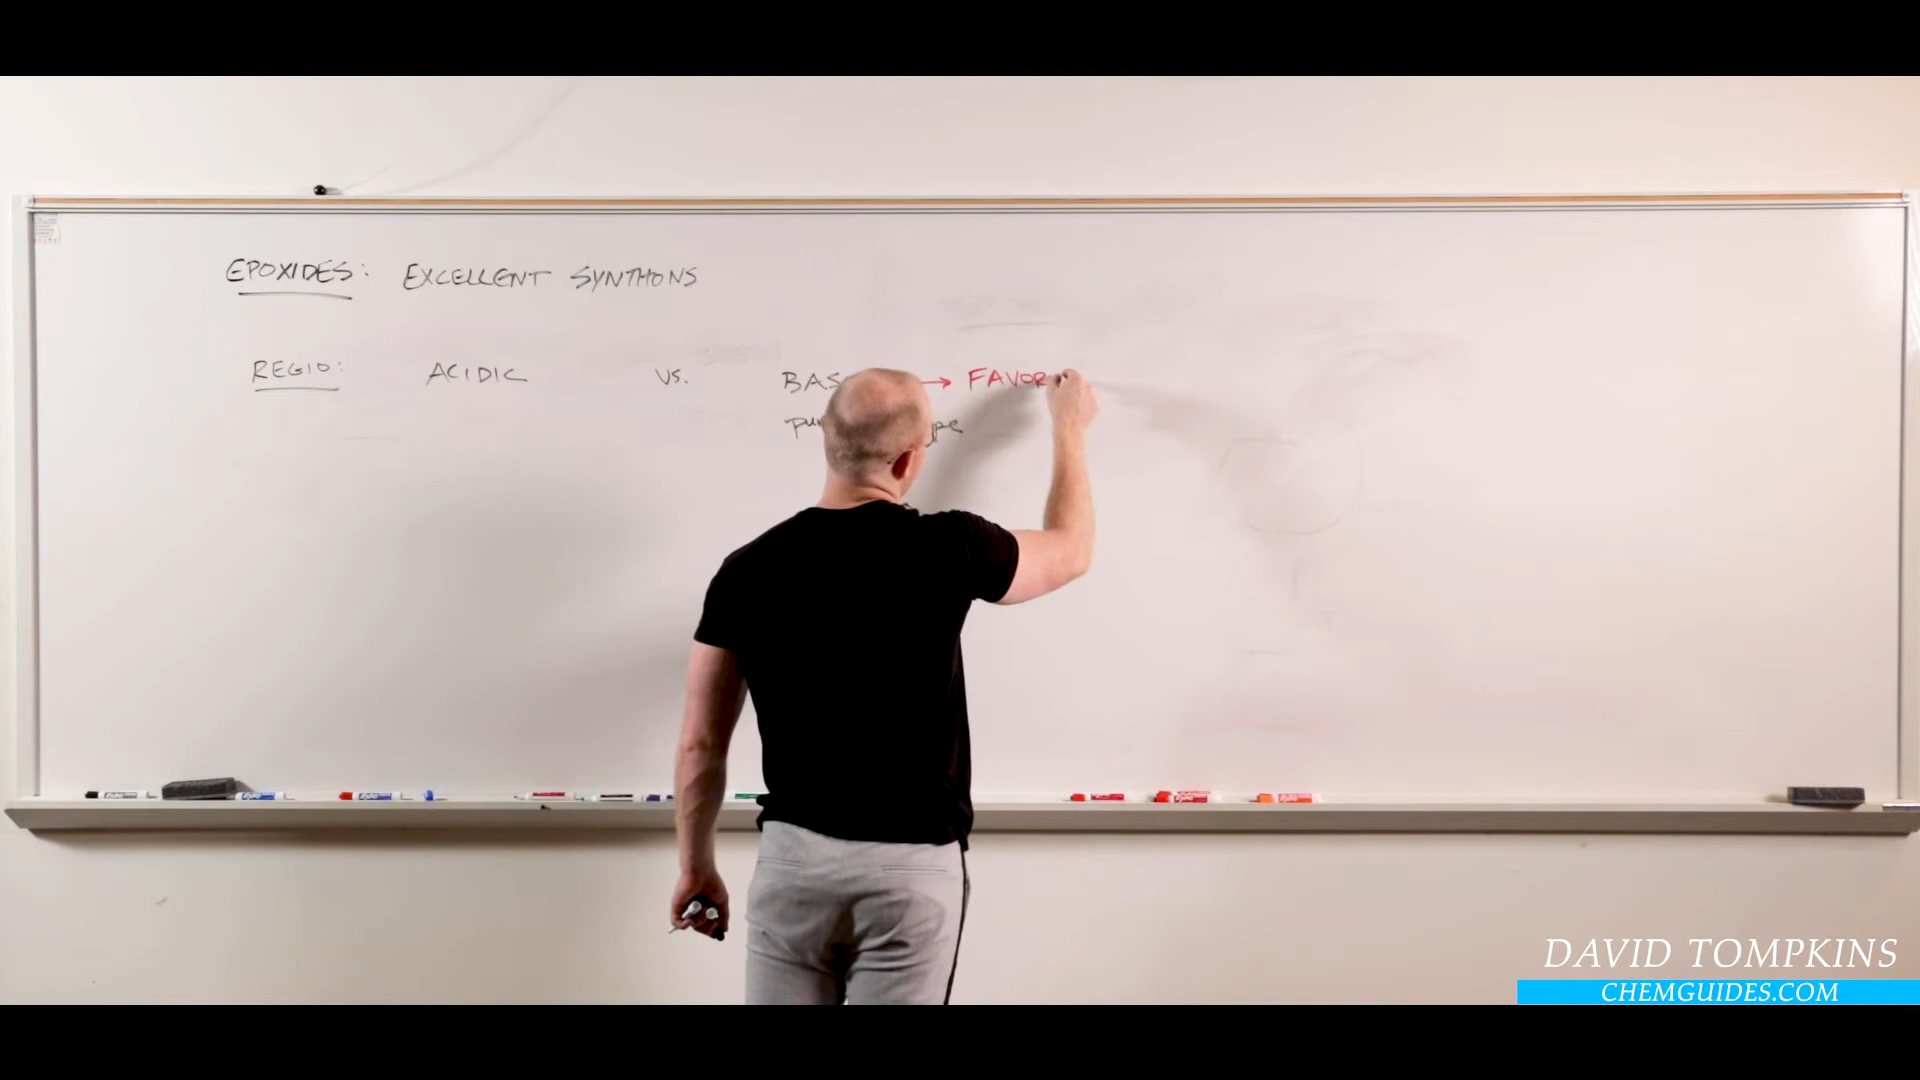 EPOXIDES: EXCELLENT SYNTHONS
REGIO: ACIDIC VS. BAS → FAVOR
DAVID TOMPKINS
CHEMGUIDES.COM